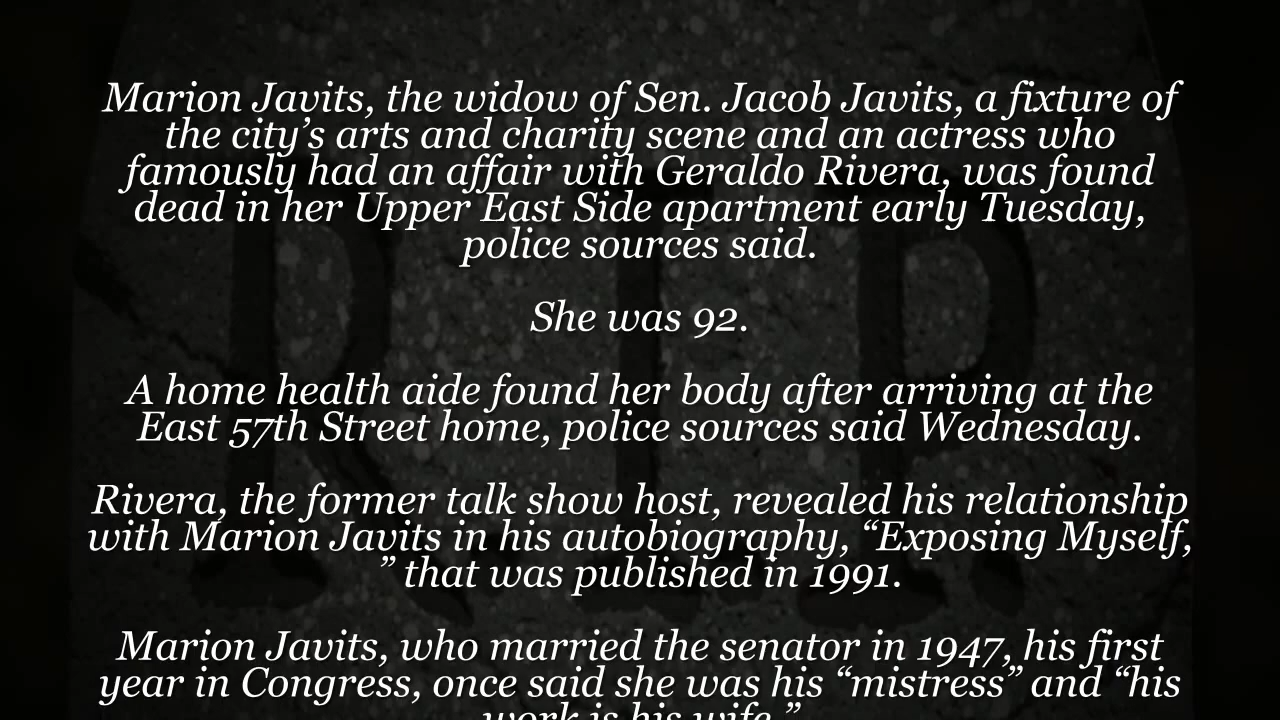 Marion Javits, the widow of Sen. Jacob Javits, a fixture of
the city’s arts and charity scene and an actress who
famously had an affair with Geraldo Rivera, was found
dead in her Upper East Side apartment early Tuesday,
police sources said.
She was 92.
A home health aide found her body after arriving at the
East 57th Street home, police sources said Wednesday.
Rivera, the former talk show host, revealed his relationship
with Marion Javits in his autobiography, “Exposing Myself,
” that was published in 1991.
Marion Javits, who married the senator in 1947, his first
year in Congress, once said she was his “mistress” and “his
work is his wife.”
RIP